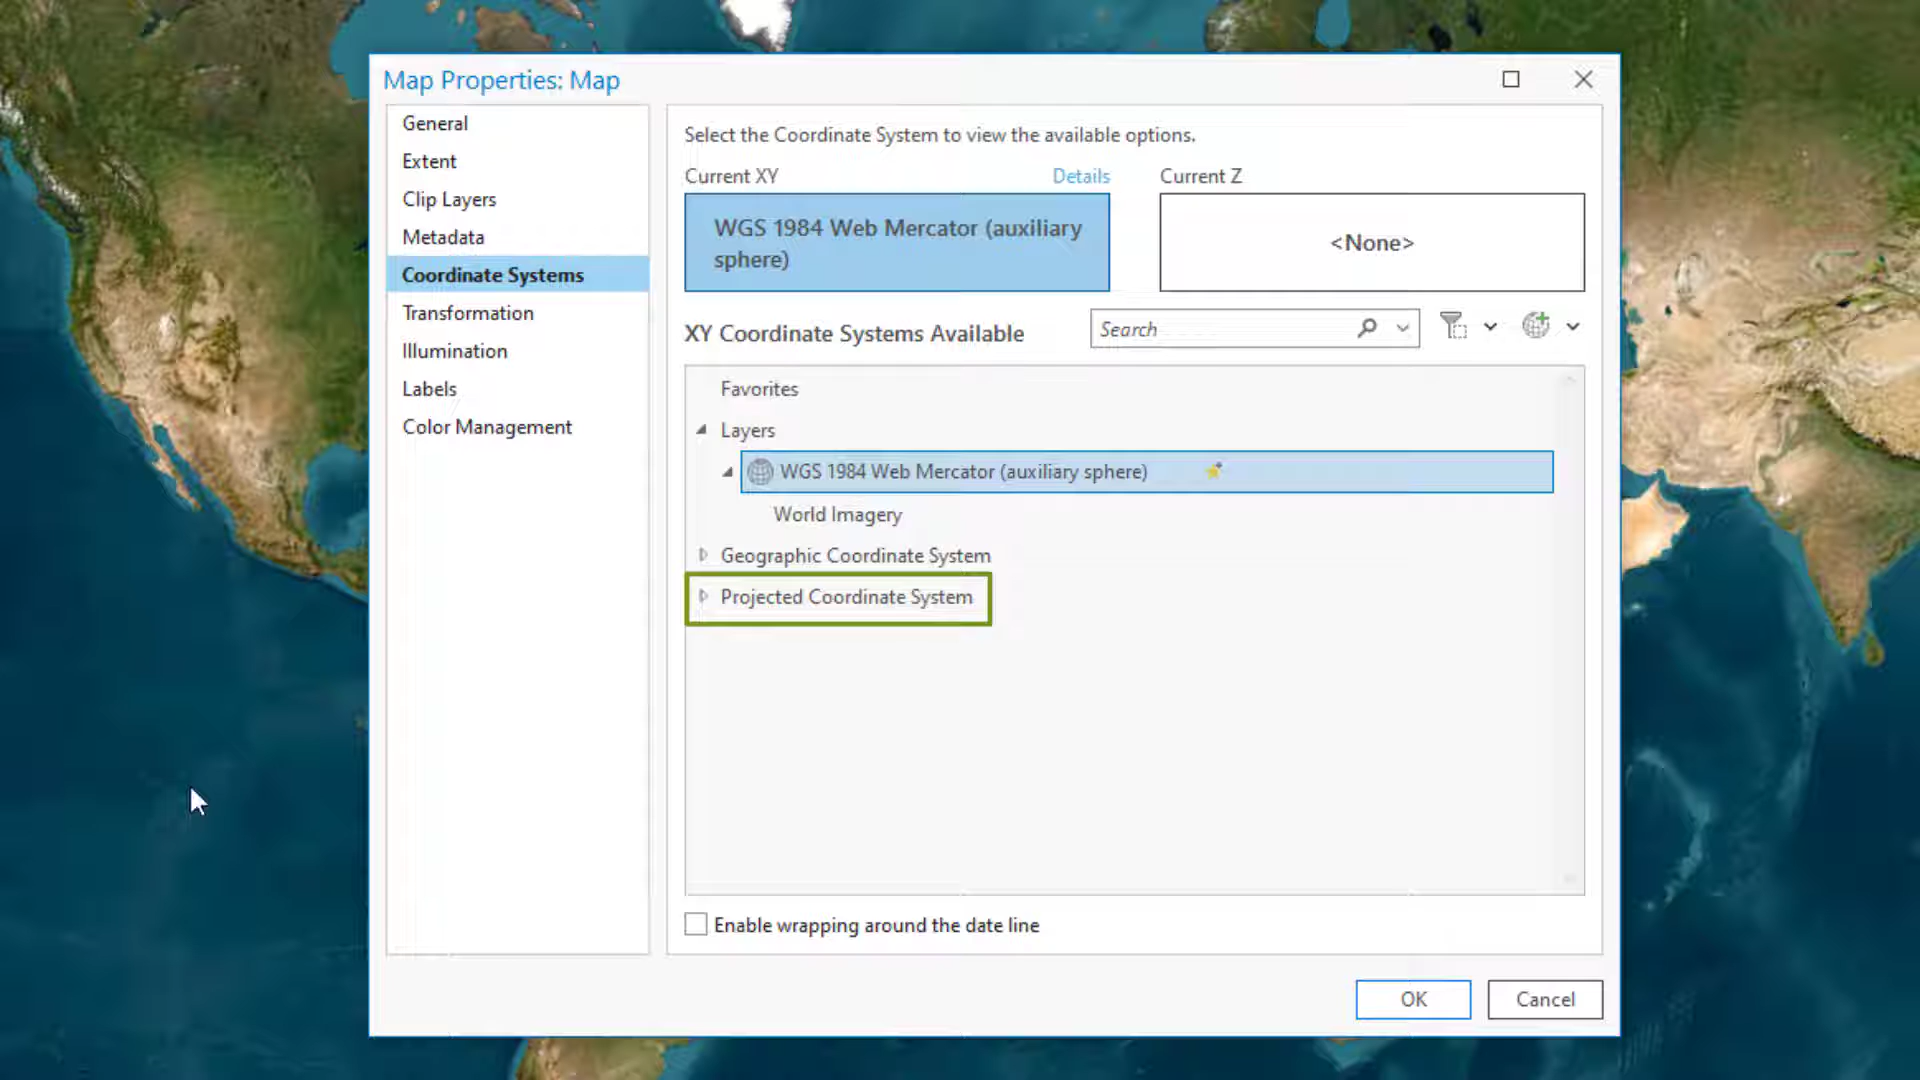 Map Properties: Map
General
Extent
Clip Layers
Metadata
Coordinate Systems
Transformation
Illumination
Labels
Color Management
Select the Coordinate System to view the available options.
Current XY
Details
Current Z
WGS 1984 Web Mercator (auxiliary
sphere)
<None>
XY Coordinate Systems Available
Search
Favorites
Layers
WGS 1984 Web Mercator (auxiliary sphere)
World Imagery
Geographic Coordinate System
Projected Coordinate System
Enable wrapping around the date line
OK
Cancel